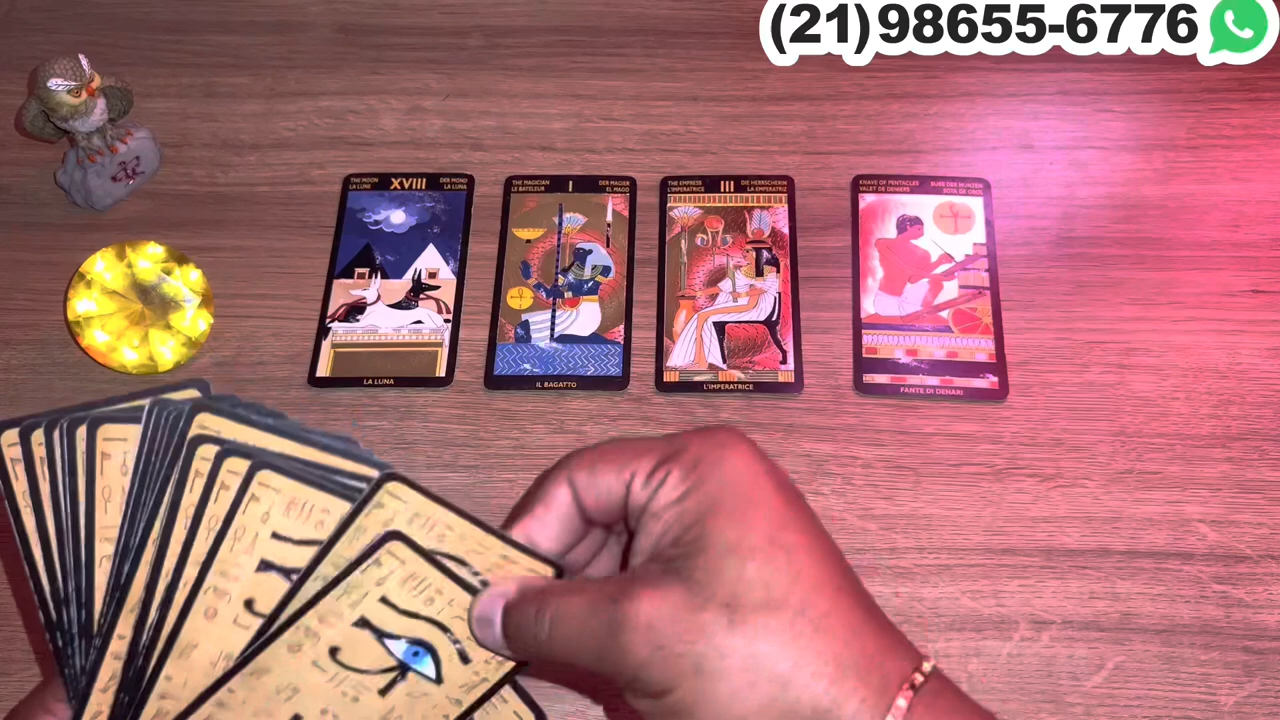 (21)98655-6776
THE MOON
LA LUNE
XVIII
DER MOND
LA LUNA
LA LUNA
THE MAGICIAN
LE BATELEUR
I
DER MAGIER
EL MAGO
IL BAGATTO
THE EMPRESS
L'IMPERATRICE
III
DIE HERRSCHERIN
LA EMPERATRIZ
L'IMPERATRICE
KNAVE OF PENTACLES
VALET DE DENIERS
BUBE DER MÜNZEN
SOTA DE OROS
FANTE DI DENARI